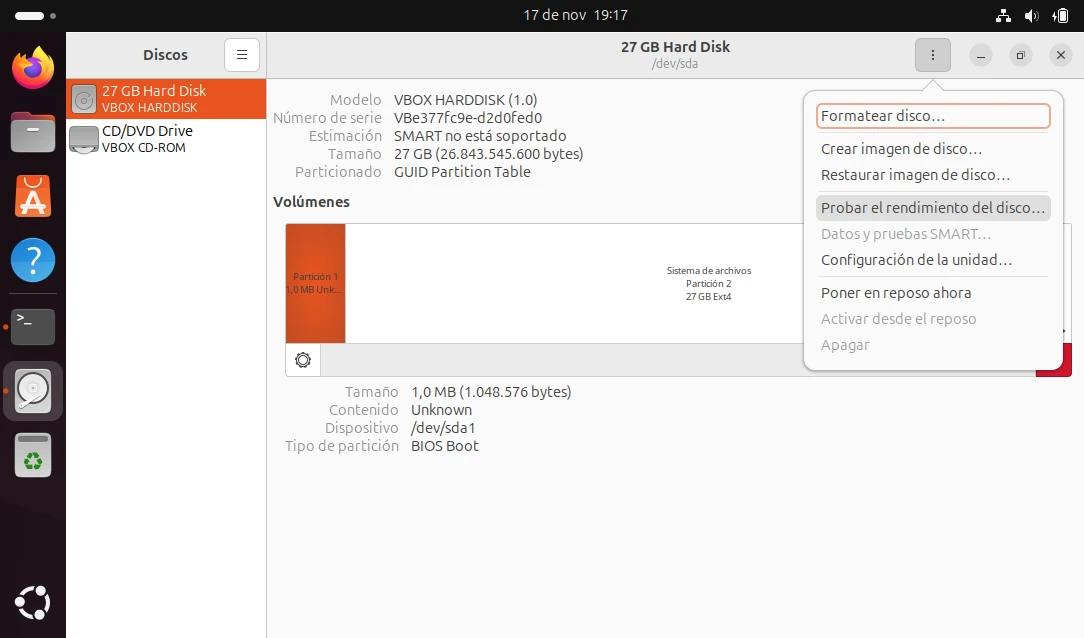 17 de nov 19:17
Discos
27 GB Hard Disk
/dev/sda
27 GB Hard Disk
VBOX HARDDISK
CD/DVD Drive
VBOX CD-ROM
Modelo VBOX HARDDISK (1.0)
Número de serie VBe377fc9e-d2d0fed0
Estimación SMART no está soportado
Tamaño 27 GB (26.843.545.600 bytes)
Particionado GUID Partition Table
Volúmenes
Partición 1
1,0 MB Unk…
Sistema de archivos
Partición 2
27 GB Ext4
Tamaño 1,0 MB (1.048.576 bytes)
Contenido Unknown
Dispositivo /dev/sda1
Tipo de partición BIOS Boot
Formatear disco…
Crear imagen de disco…
Restaurar imagen de disco…
Probar el rendimiento del disco…
Datos y pruebas SMART…
Configuración de la unidad…
Poner en reposo ahora
Activar desde el reposo
Apagar